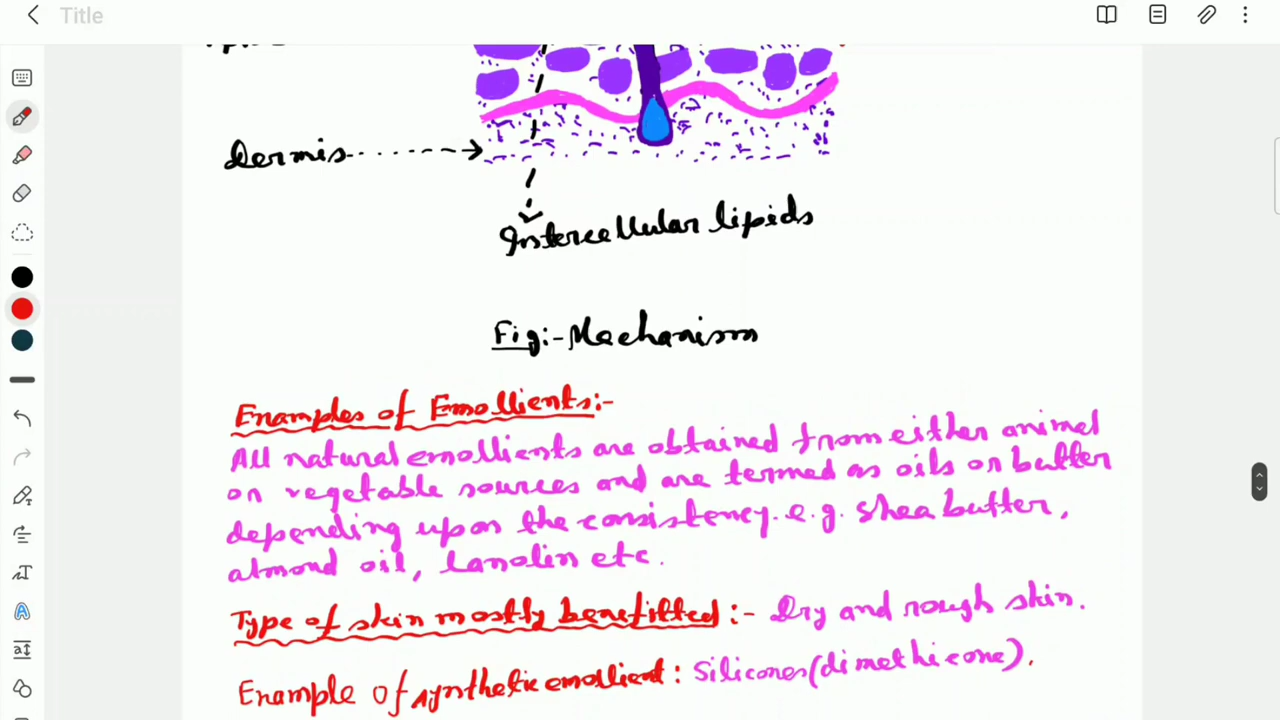 Title
Dermis
Intercellular lipids
Fig:- Mechanism
Examples of Emollients:-
All natural emollients are obtained from either animal
or vegetable sources and are termed as oils or butter
depending upon the consistency. e.g. shea butter,
almond oil, lanolin etc.
Type of skin mostly benefitted :- Dry and rough skin.
Example of synthetic emollient : Silicones (dimethicone).